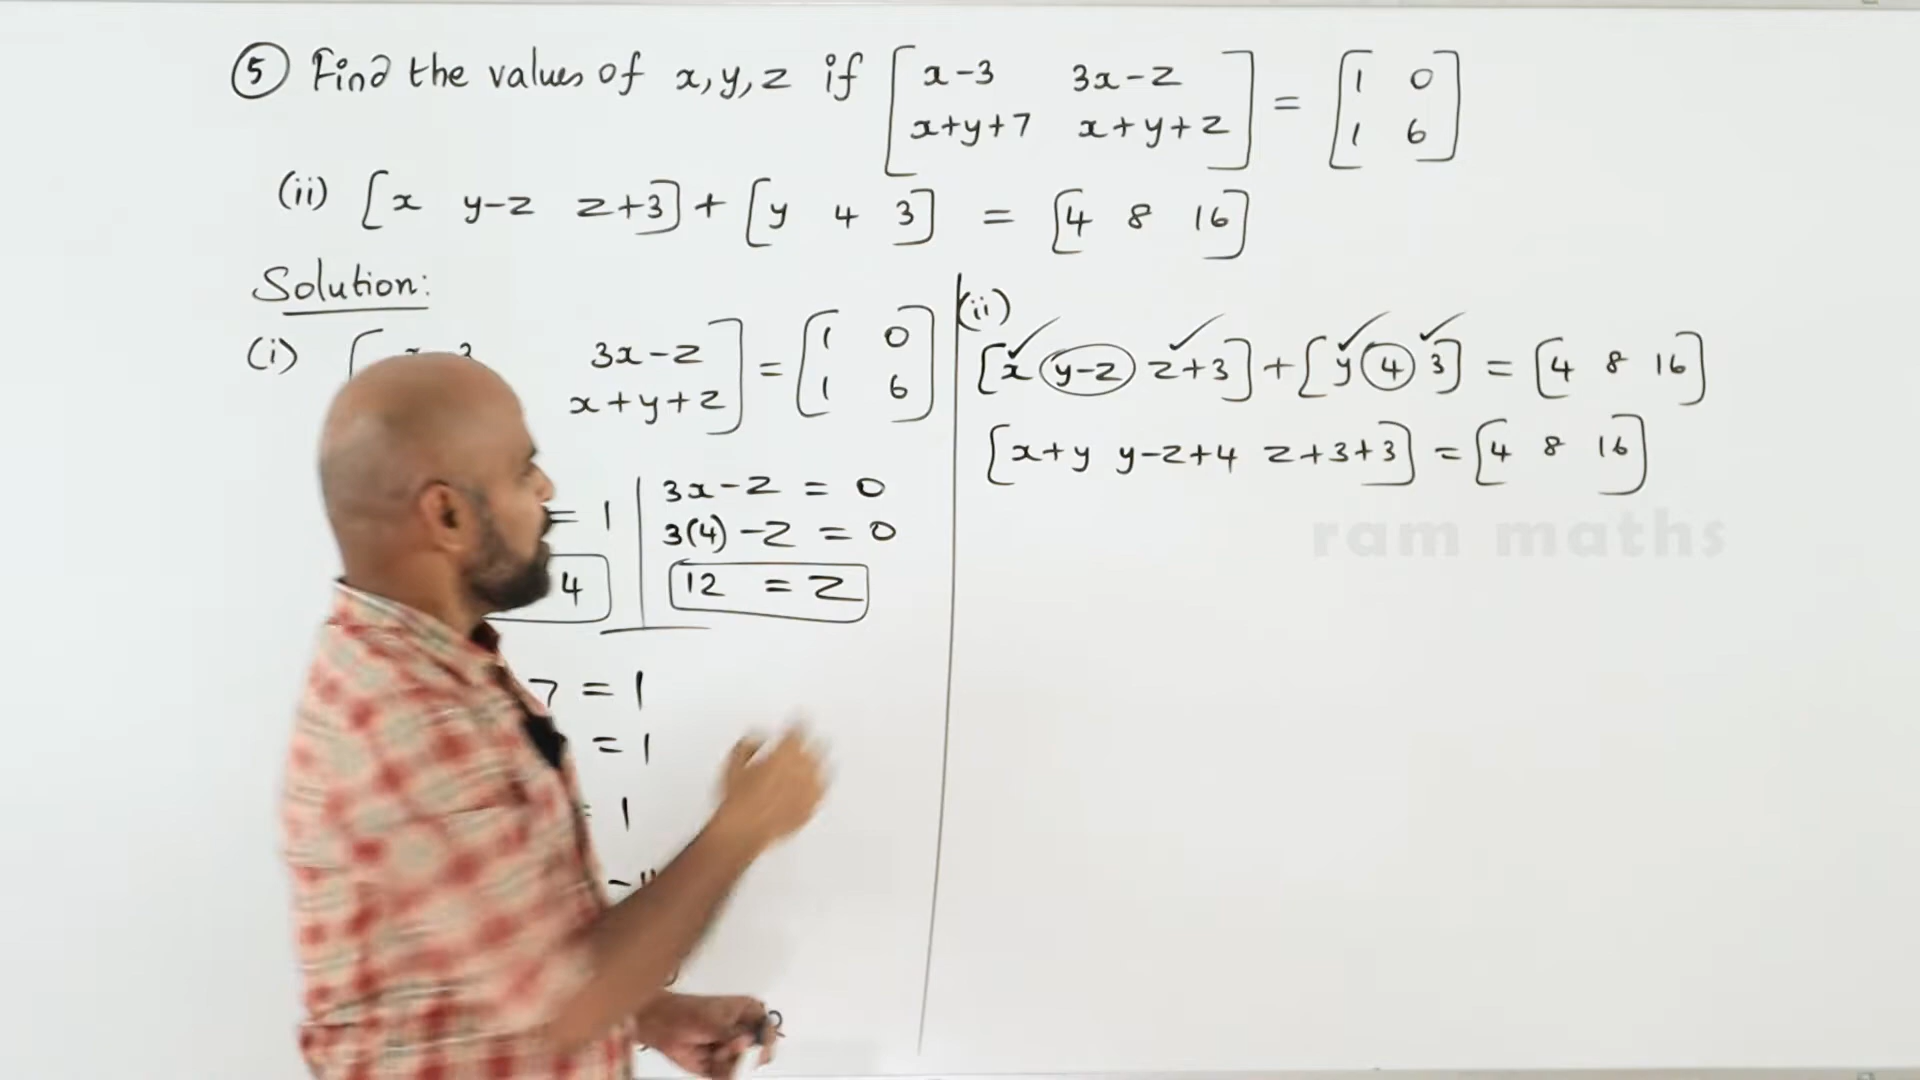 5 Find the values of x, y, z if [x-3 3x-z
x+y+7 x+y+z] = [1 0
1 6]
(ii) [x y-z z+3] + [y 4 3] = [4 8 16]
Solution:
(i) [ 3x-z
x+y+z] = [1 0
1 6]
= 1
4
3x-z = 0
3(4)-z = 0
12 = z
7 = 1
= 1
= 1
(ii)
[x y-z z+3] + [y 4 3] = [4 8 16]
[x+y y-z+4 z+3+3] = [4 8 16]
ram maths